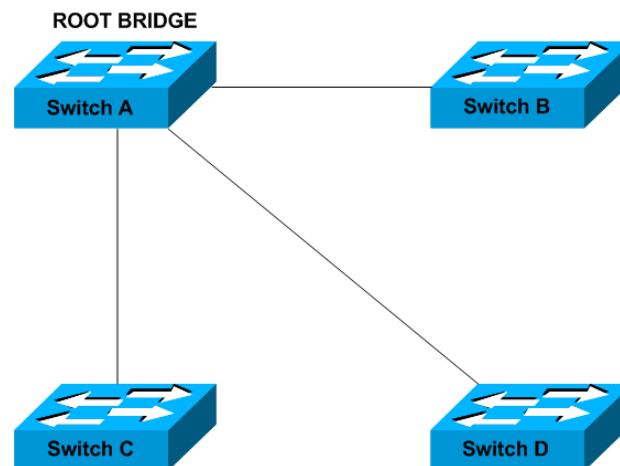 ROOT BRIDGE
Switch A
Switch B
Switch C
Switch D